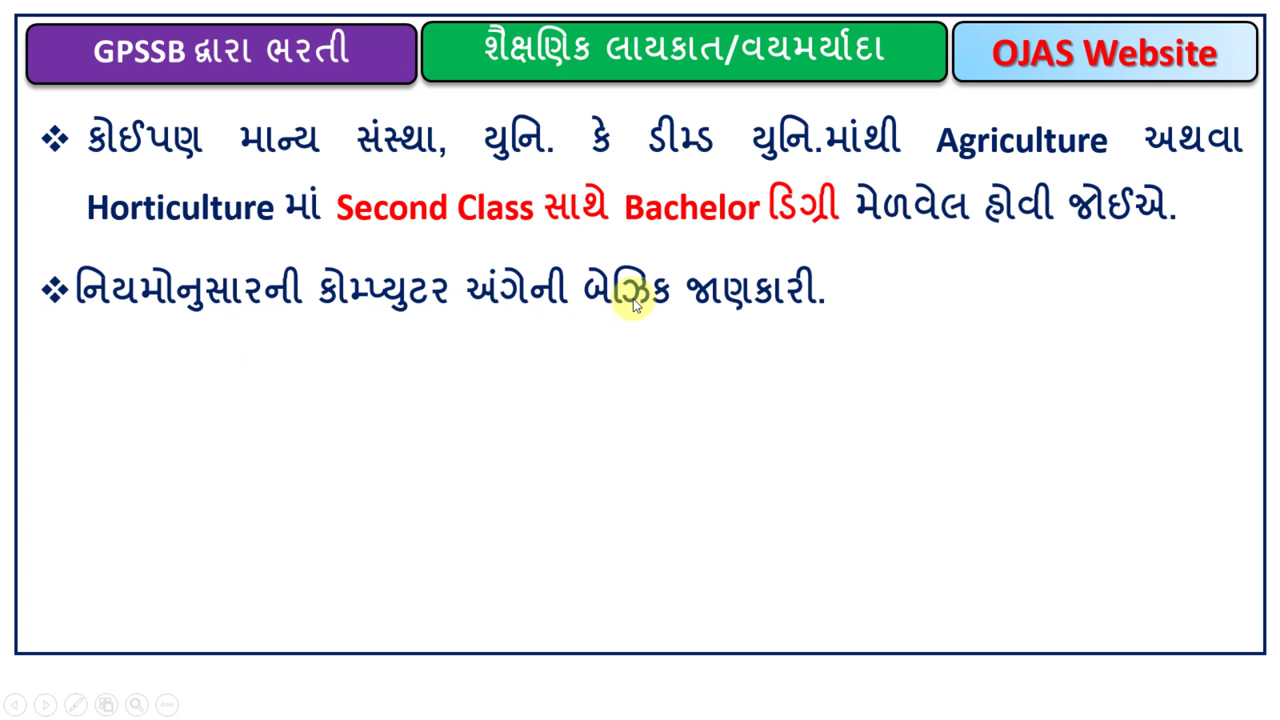 GPSSB દ્વારા ભરતી
શૈક્ષણિક લાયકાત/વયમર્યાદા
OJAS Website
❖ કોઈપણ માન્ય સંસ્થા, યુનિ. કે ડીમ્ડ યુનિ.માંથી Agriculture અથવા
Horticulture માં Second Class સાથે Bachelor ડિગ્રી મેળવેલ હોવી જોઈએ.
❖ નિયમોનુસારની કોમ્પ્યુટર અંગેની બેઝિક જાણકારી.